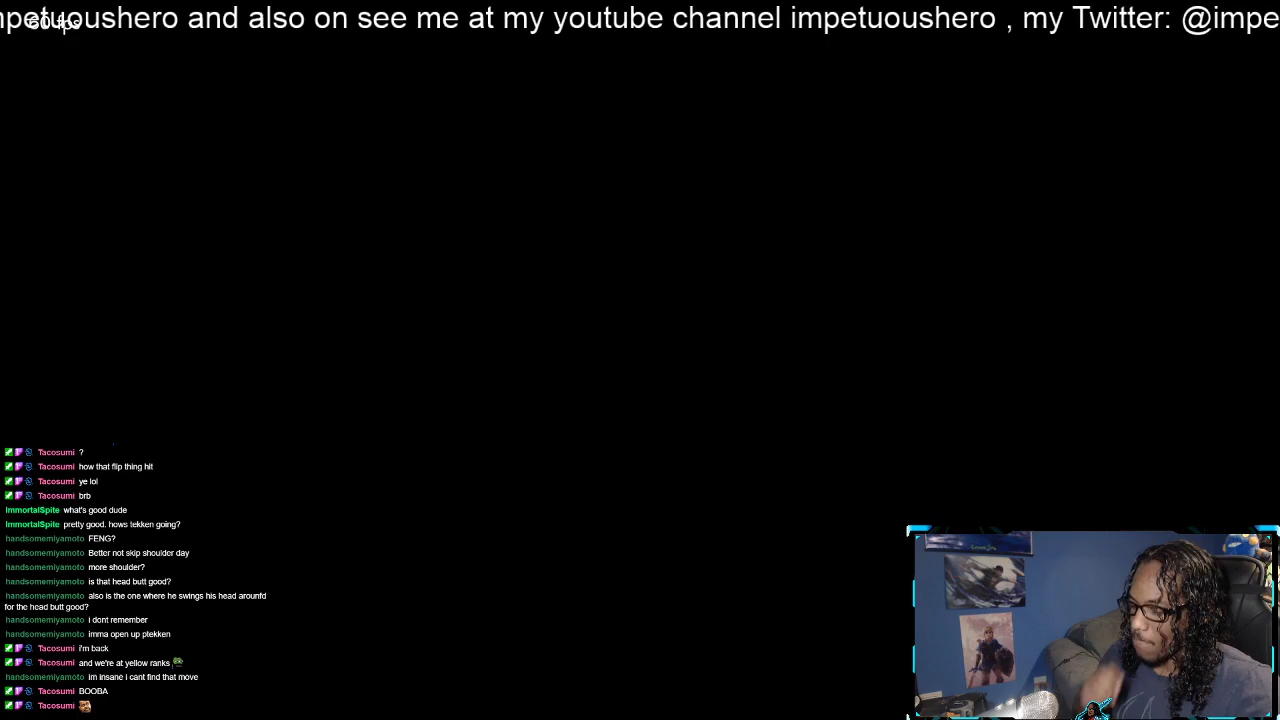 mpetuoushero and also on see me at my youtube channel impetuoushero , my Twitter: @impe
60 fps
Tacosumi ?
Tacosumi how that flip thing hit
Tacosumi ye lol
Tacosumi brb
ImmortalSpite what's good dude
ImmortalSpite pretty good. hows tekken going?
handsomemiyamoto FENG?
handsomemiyamoto Better not skip shoulder day
handsomemiyamoto more shoulder?
handsomemiyamoto is that head butt good?
handsomemiyamoto also is the one where he swings his head arounfd
for the head butt good?
handsomemiyamoto i dont remember
handsomemiyamoto imma open up ptekken
Tacosumi i'm back
Tacosumi and we're at yellow ranks
handsomemiyamoto im insane i cant find that move
Tacosumi BOOBA
Tacosumi